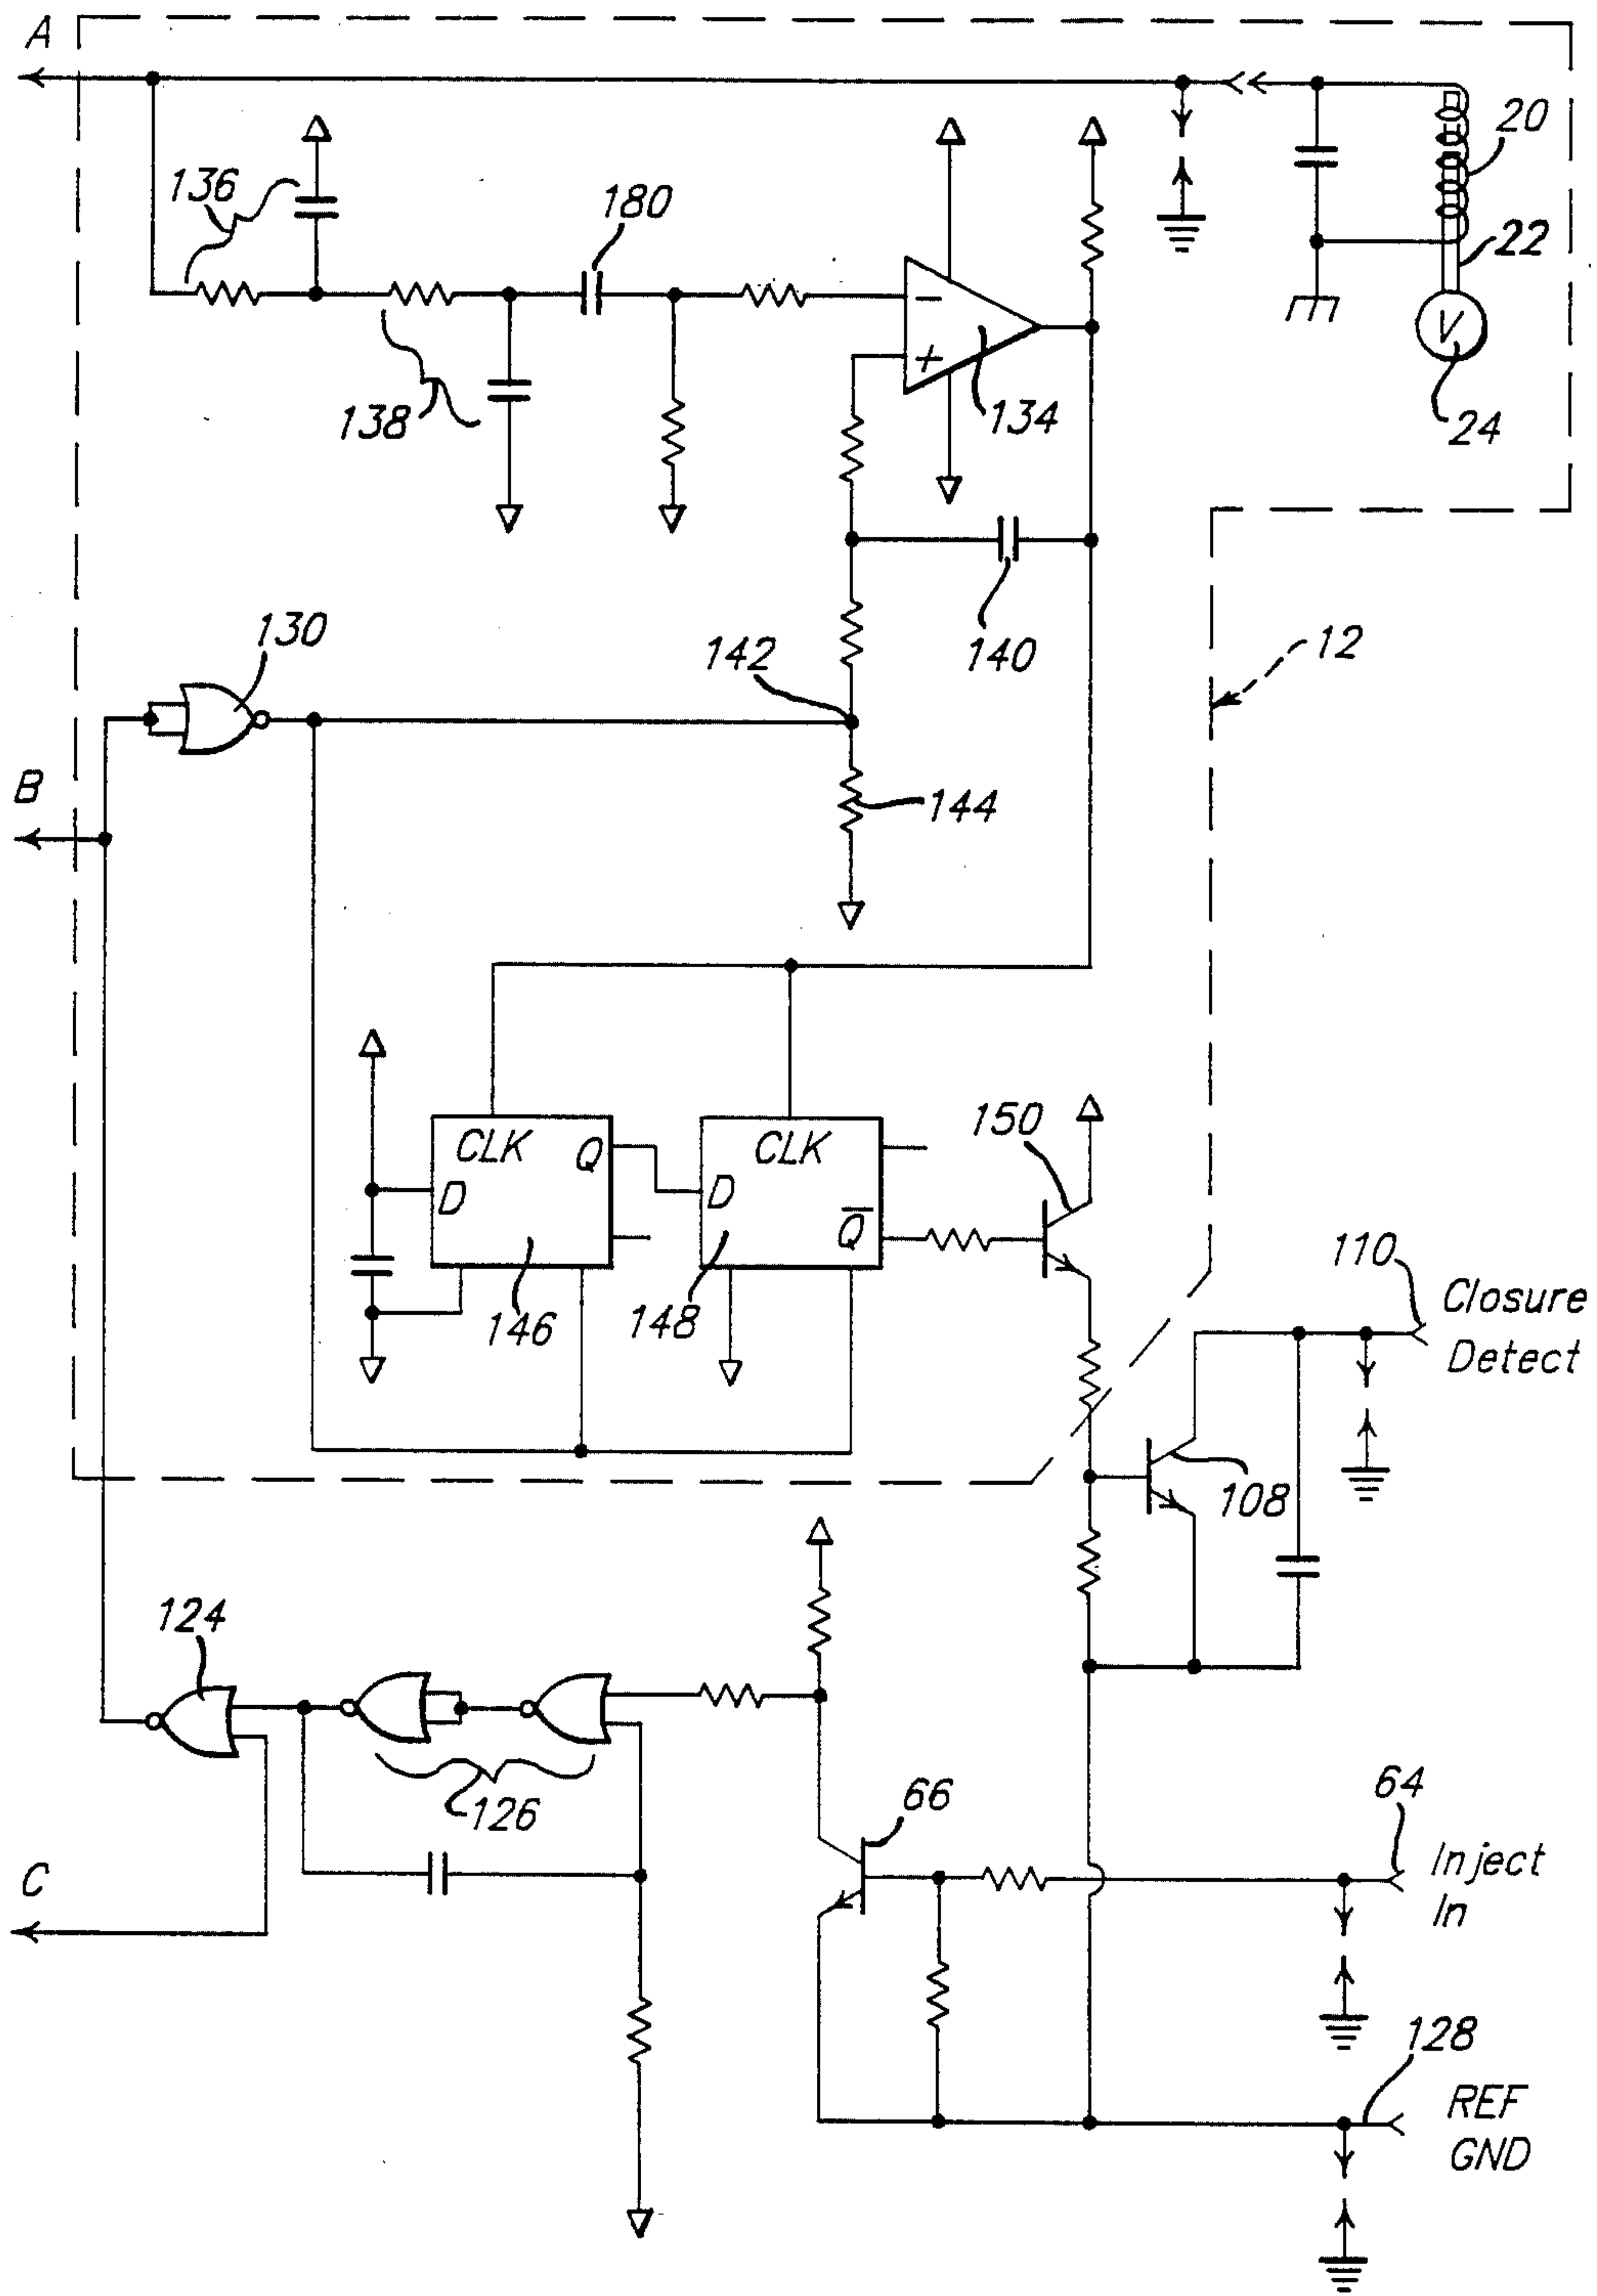 A
20
136
180
22
138
134
V
24
130
142
140
12
B
144
CLK
Q
D
CLK
D
Q̅
150
146
148
110
Closure
Detect
108
124
126
66
64
Inject
In
C
128
REF
GND